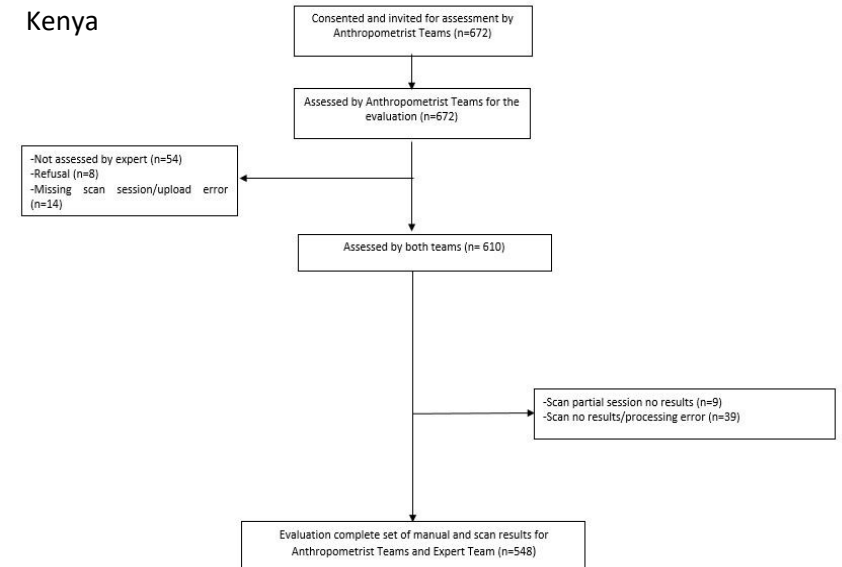 Kenya
Consented and invited for assessment by
Anthropometrist Teams (n=672)
Assessed by Anthropometrist Teams for the
evaluation (n=672)
-Not assessed by expert (n=54)
-Refusal (n=8)
-Missing scan session/upload error
(n=14)
Assessed by both teams (n= 610)
-Scan partial session no results (n=9)
-Scan no results/processing error (n=39)
Evaluation complete set of manual and scan results for
Anthropometrist Teams and Expert Team (n=548)